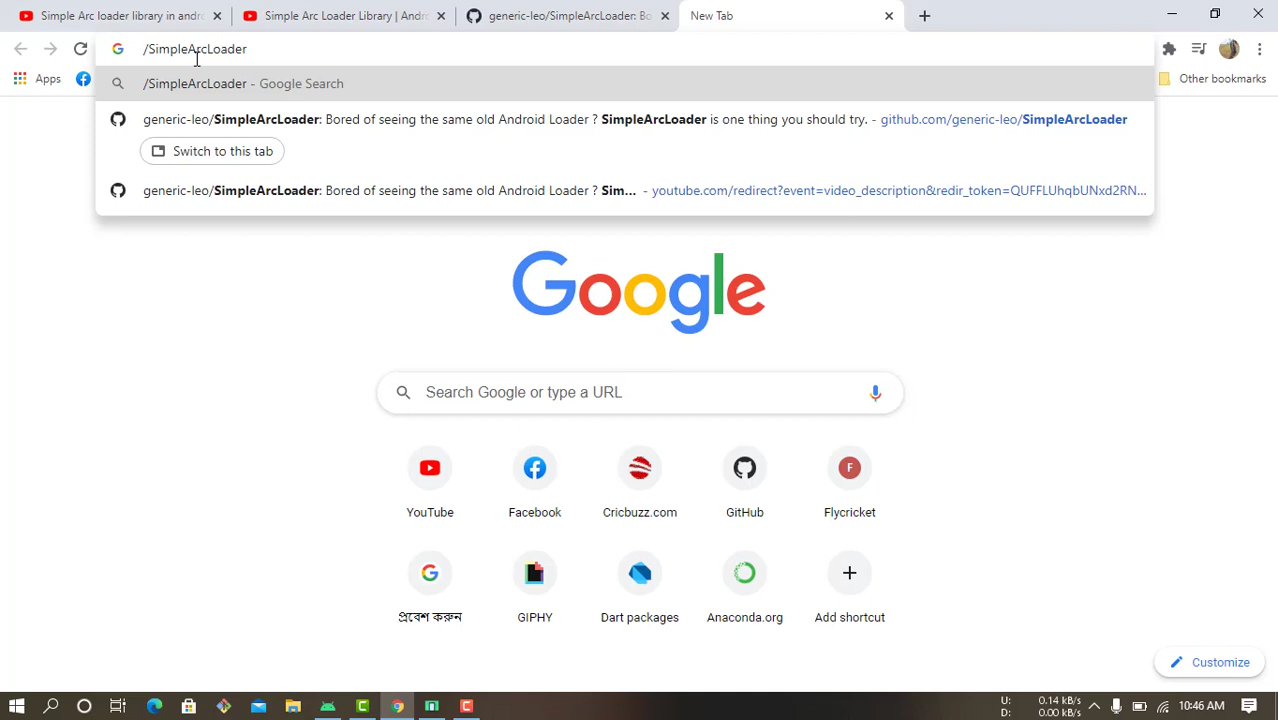 Simple Arc loader library in andro
Simple Arc Loader Library | Andro
generic-leo/SimpleArcLoader: Bo
New Tab
/SimpleArcLoader
Apps
Other bookmarks
/SimpleArcLoader - Google Search
generic-leo/SimpleArcLoader: Bored of seeing the same old Android Loader ? SimpleArcLoader is one thing you should try. - github.com/generic-leo/SimpleArcLoader
Switch to this tab
generic-leo/SimpleArcLoader: Bored of seeing the same old Android Loader ? Sim... - youtube.com/redirect?event=video_description&redir_token=QUFFLUhqbUNxd2RN...
Google
Search Google or type a URL
YouTube
Facebook
Cricbuzz.com
GitHub
F
Flycricket
প্রবেশ করুন
GIPHY
Dart packages
Anaconda.org
Add shortcut
Customize
U: 0.14 kB/s
D: 0.00 kB/s
10:46 AM